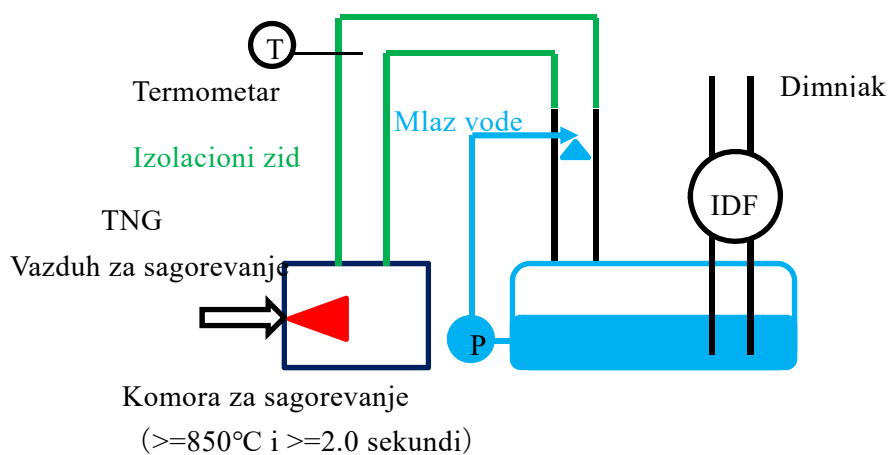 T
Termometar
Dimnjak
Mlaz vode
Izolacioni zid
IDF
TNG
Vazduh za sagorevanje
P
Komora za sagorevanje
（>=850℃ i >=2.0 sekundi）